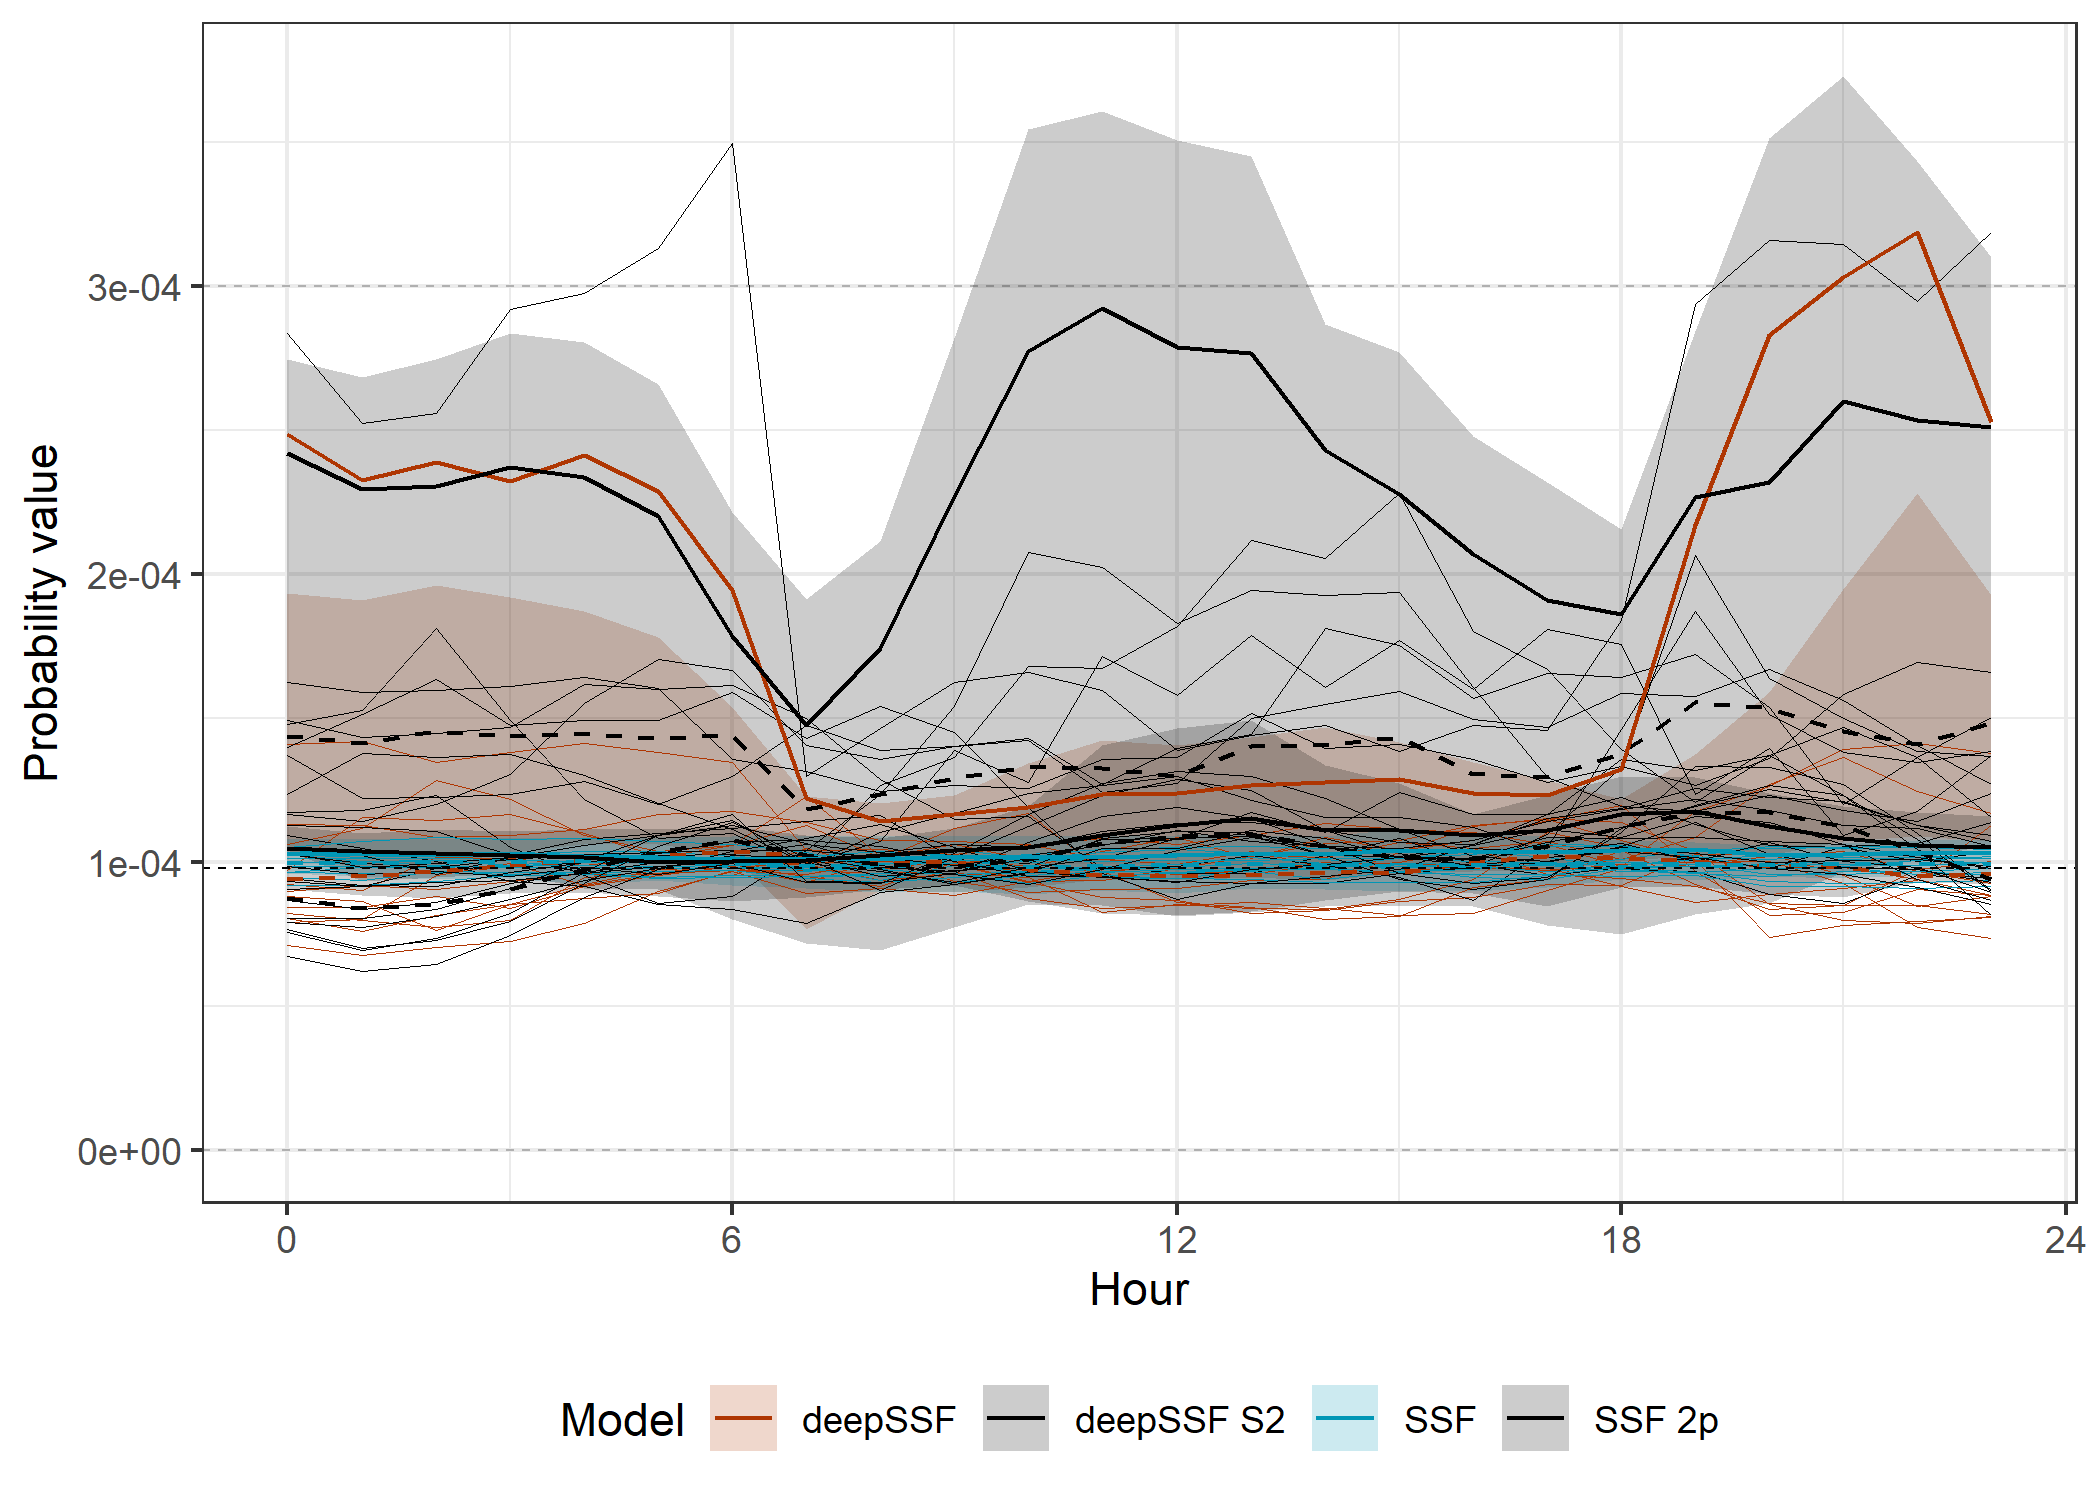 Probability value
3e-04
2e-04
1e-04
0e+00
0 6 12 18 24
Hour
Model deepSSF deepSSF S2 SSF SSF 2p